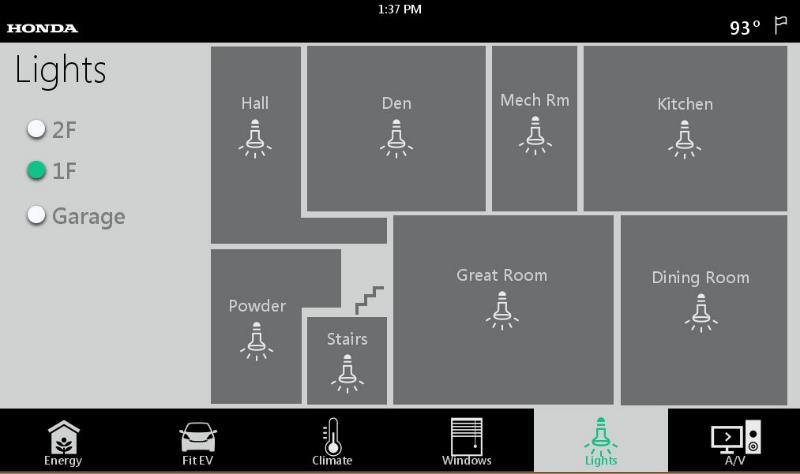 1:37 PM
HONDA
93°
Lights
2F
1F
Garage
Hall
Den
Mech Rm
Kitchen
Great Room
Dining Room
Powder
Stairs
Energy
Fit EV
Climate
Windows
Lights
A/V